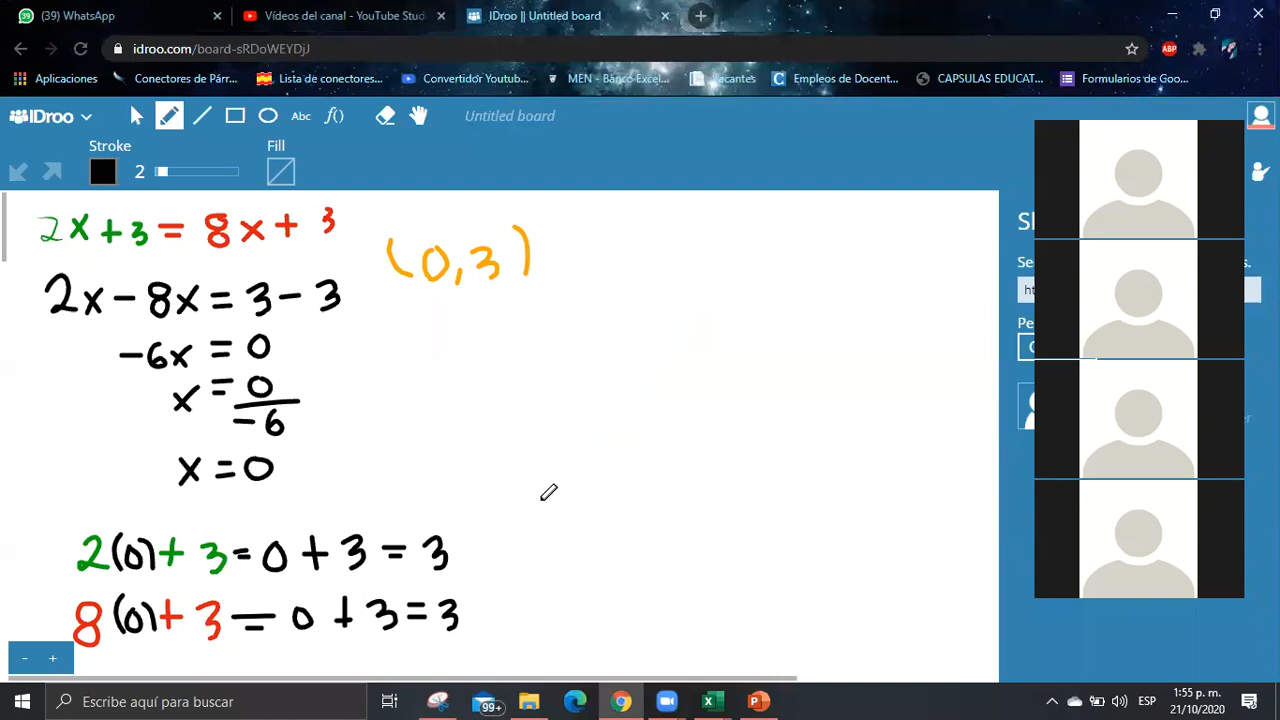 (39) WhatsApp
Vídeos del canal - YouTube Stud
IDroo || Untitled board
idroo.com/board-sRDoWEYDjJ
ABP
Aplicaciones
Conectores de Párr...
Lista de conectores...
Convertidor Youtub...
MEN - Banco Excel...
Vacantes
Empleos de Docent...
CAPSULAS EDUCAT...
Formularios de Goo...
IDroo
Abc
f()
Untitled board
Stroke
Fill
2
2x + 3 = 8x + 3
(0,3)
2x - 8x = 3 - 3
-6x = 0
x = 0
-6
x = 0
2(0) + 3 = 0 + 3 = 3
8(0) + 3 = 0 + 3 = 3
- +
Escribe aquí para buscar
99+
ESP
1:55 p. m.
21/10/2020